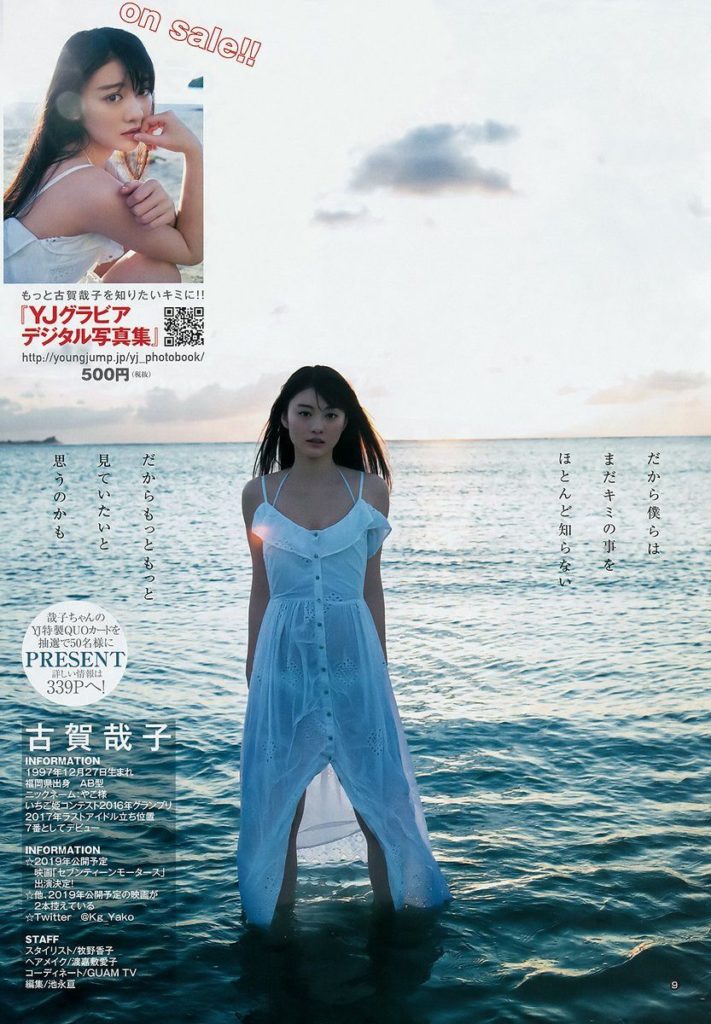 on sale!!
もっと古賀哉子を知りたいキミに!!
『YJグラビア
デジタル写真集』
http://youngjump.jp/yj_photobook/
500円(税抜)
だから僕らは
まだキミの事を
ほとんど知らない
だからもっともっと
見ていたいと
思うのかも
哉子ちゃんの
YJ特製QUOカードを
抽選で50名様に
PRESENT
詳しい情報は
339Pへ!
古賀哉子
INFORMATION
1997年12月27日生まれ
福岡県出身 AB型
ニックネーム:やこ様
いちご姫コンテスト2016年グランプリ
2017年ラストアイドル立ち位置
7番としてデビュー
INFORMATION
☆2019年公開予定
映画「セブンティーンモータース」
出演決定!
☆他、2019年公開予定の映画が
2本控えている
☆Twitter @Kg_Yako
STAFF
スタイリスト/牧野香子
ヘアメイク/渡嘉敷愛子
コーディネート/GUAM TV
編集/池永亘
9